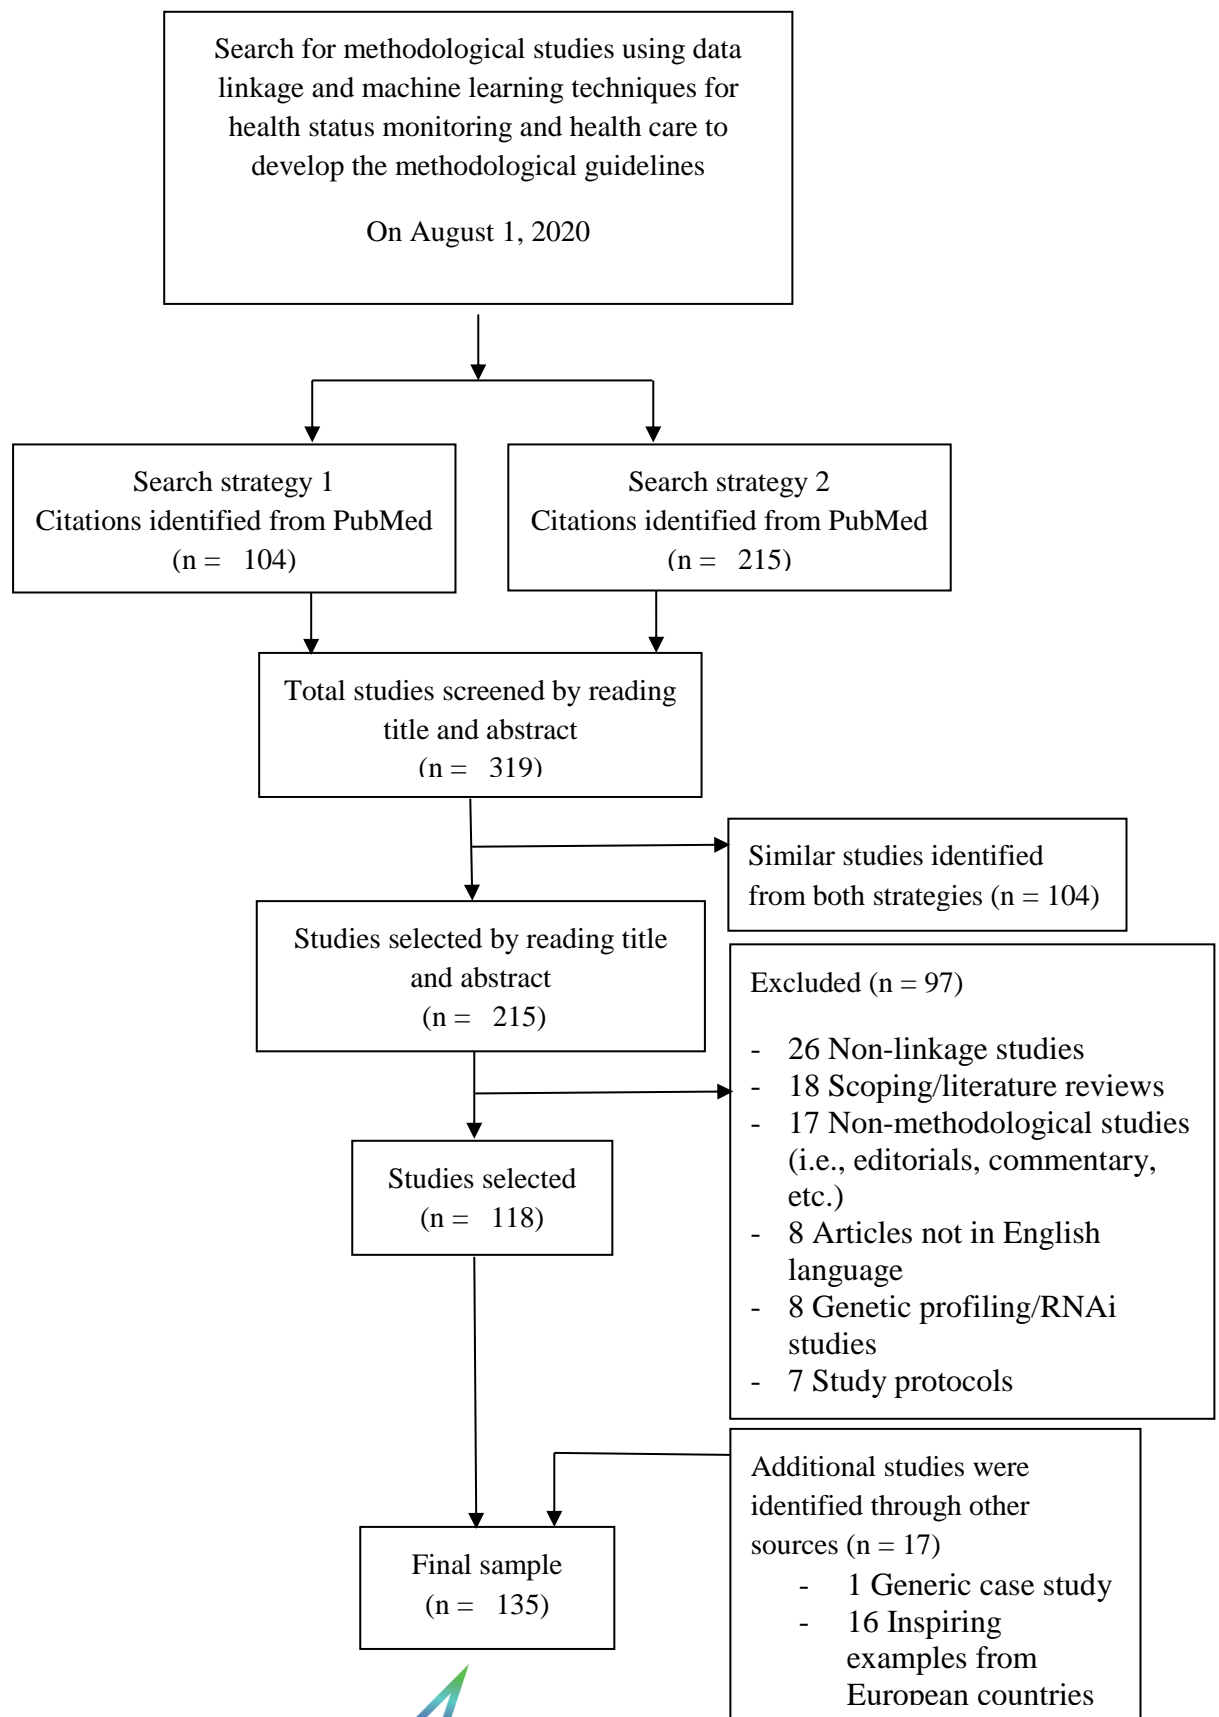 Search for methodological studies using data
linkage and machine learning techniques for
health status monitoring and health care to
develop the methodological guidelines
On August 1, 2020
Search strategy 1
Citations identified from PubMed
(n = 104)
Search strategy 2
Citations identified from PubMed
(n = 215)
Total studies screened by reading
title and abstract
(n = 319)
Similar studies identified
from both strategies (n = 104)
Studies selected by reading title
and abstract
(n = 215)
Excluded (n = 97)
- 26 Non-linkage studies
- 18 Scoping/literature reviews
- 17 Non-methodological studies
(i.e., editorials, commentary,
etc.)
- 8 Articles not in English
language
- 8 Genetic profiling/RNAi
studies
- 7 Study protocols
Studies selected
(n = 118)
Additional studies were
identified through other
sources (n = 17)
- 1 Generic case study
- 16 Inspiring
examples from
European countries
Final sample
(n = 135)